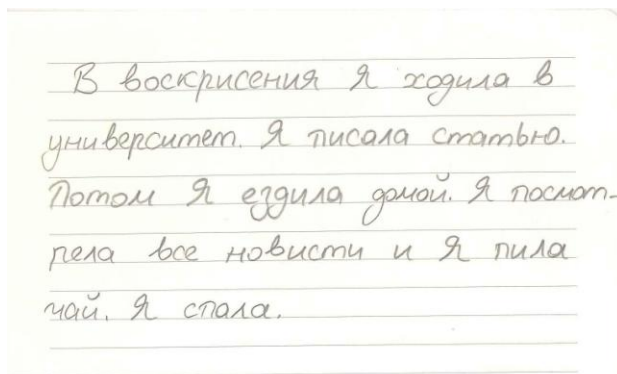 В воскрисения Я ходила в
университет. Я писала статью.
Потом Я ездила домой. Я посмот-
рела все новисти и Я пила
чай. Я спала.